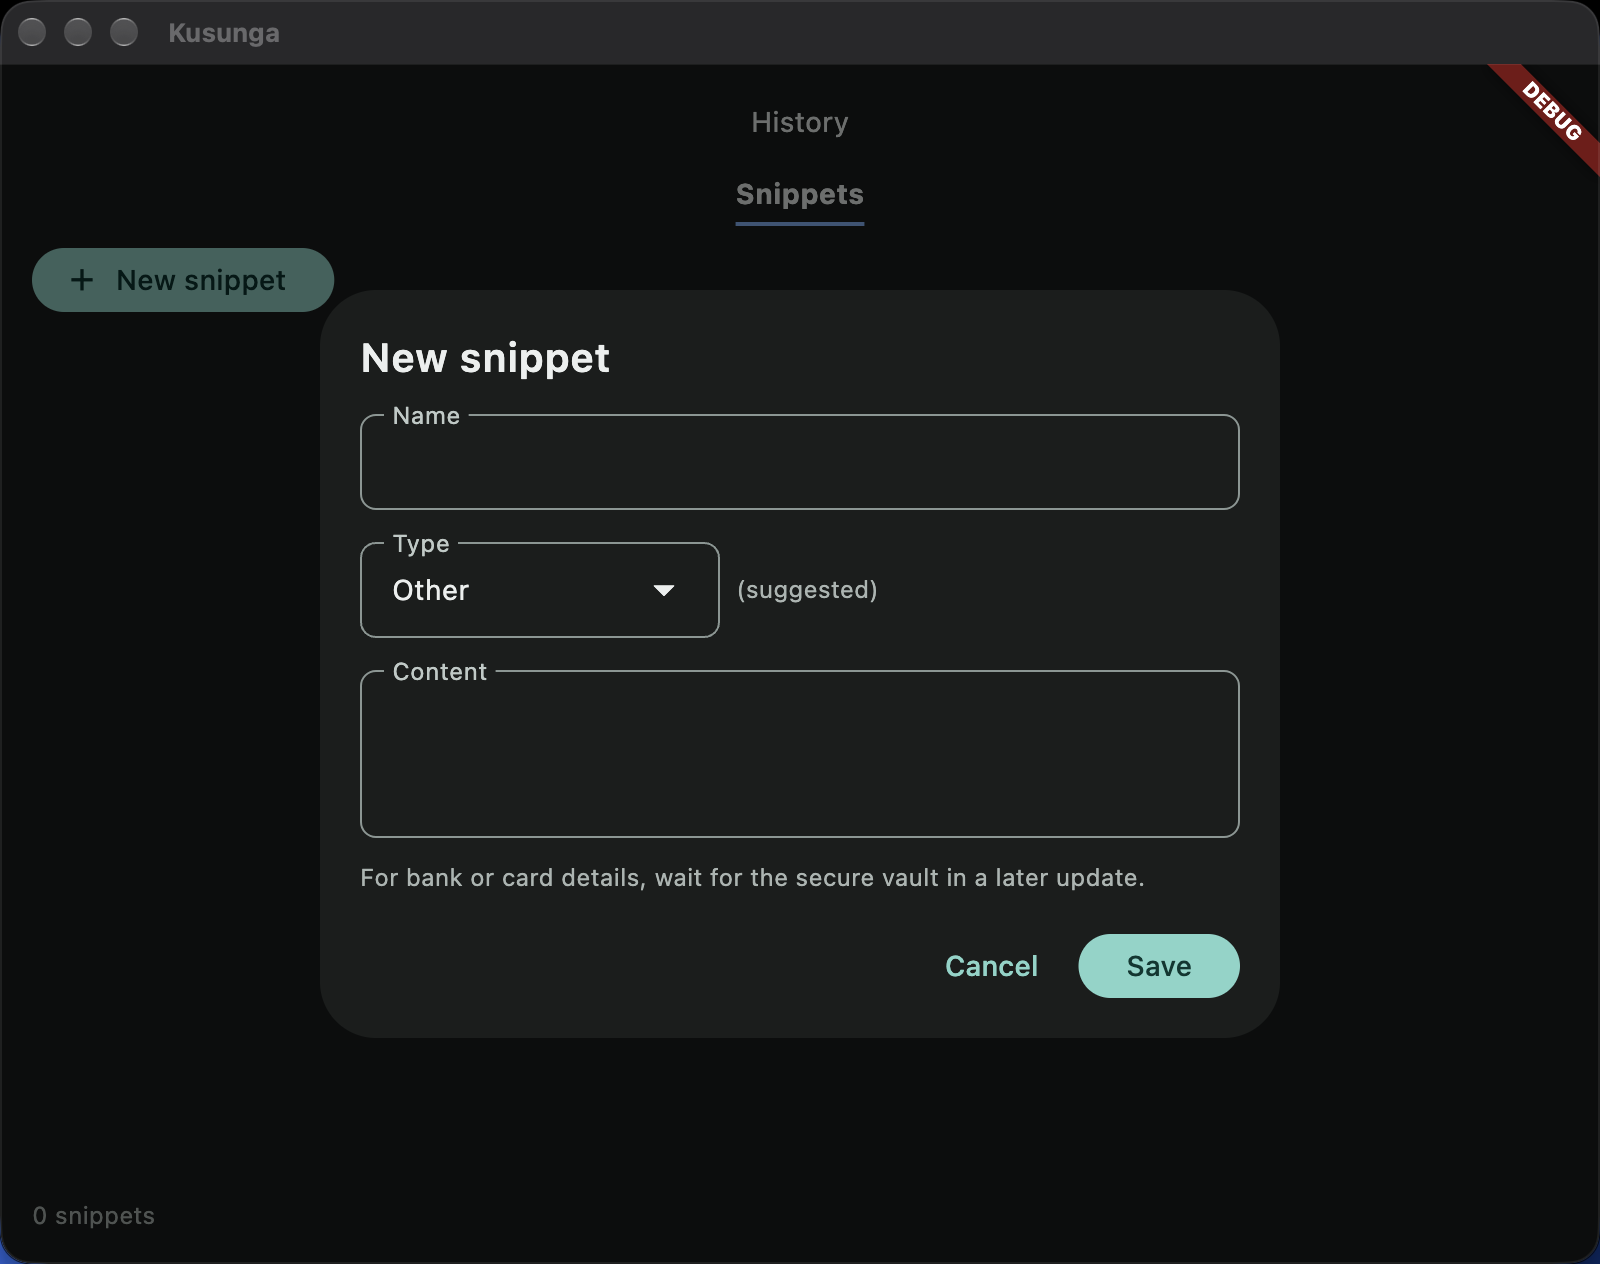 Kusunga
DEBUG
History
Snippets
+ New snippet
New snippet
Name
Type
Other
(suggested)
Content
For bank or card details, wait for the secure vault in a later update.
Cancel
Save
0 snippets